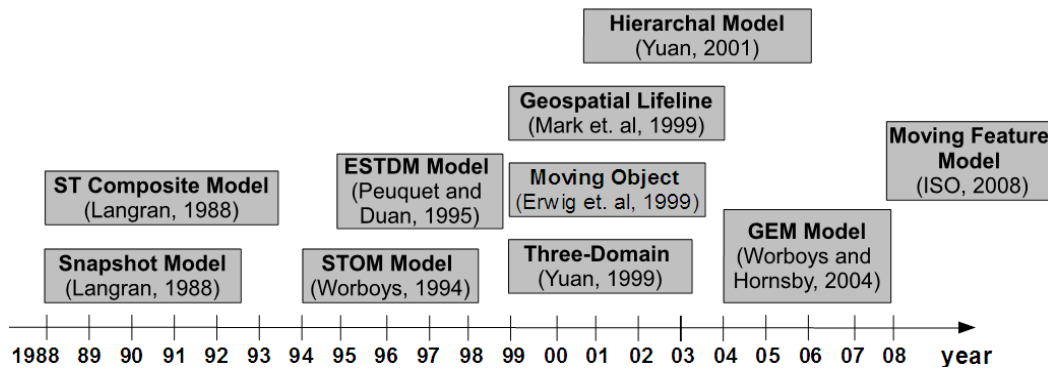 Hierarchal Model
(Yuan, 2001)
Geospatial Lifeline
(Mark et. al, 1999)
Moving Feature
Model
(ISO, 2008)
ESTDM Model
(Peuquet and
Duan, 1995)
Moving Object
(Erwig et. al, 1999)
ST Composite Model
(Langran, 1988)
GEM Model
(Worboys and
Hornsby, 2004)
Snapshot Model
(Langran, 1988)
STOM Model
(Worboys, 1994)
Three-Domain
(Yuan, 1999)
1988 89 90 91 92 93 94 95 96 97 98 99 00 01 02 03 04 05 06 07 08 year